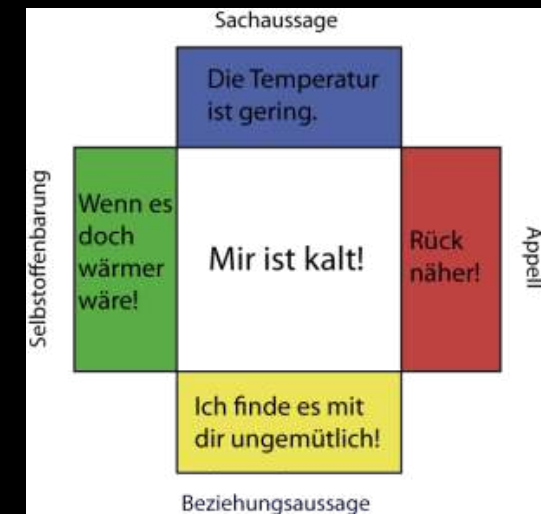 Sachaussage
Die Temperatur
ist gering.
Selbstoffenbarung
Wenn es
doch
wärmer
wäre!
Mir ist kalt!
Rück
näher!
Appell
Ich finde es mit
dir ungemütlich!
Beziehungsaussage